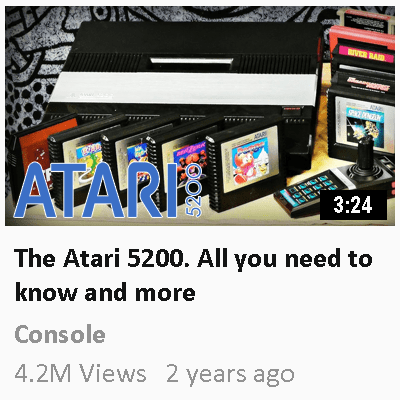 RIVER RAID
ATARI
5200
3:24
The Atari 5200. All you need to
know and more
Console
4.2M Views 2 years ago